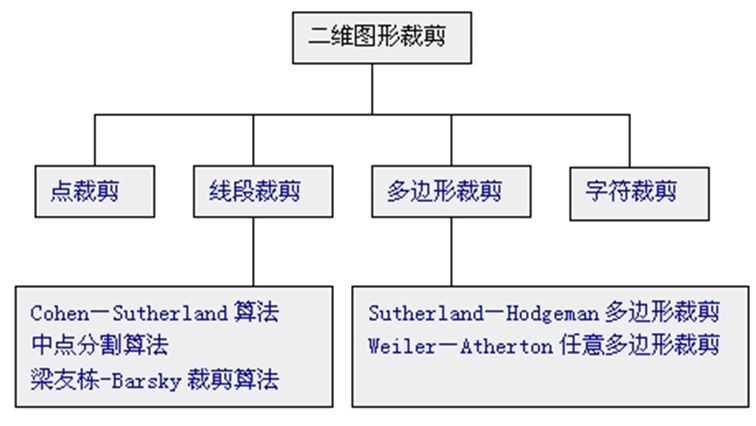 二维图形裁剪
点裁剪
线段裁剪
多边形裁剪
字符裁剪
Cohen—Sutherland 算法
中点分割算法
梁友栋-Barsky 裁剪算法
Sutherland—Hodgeman 多边形裁剪
Weiler—Atherton 任意多边形裁剪